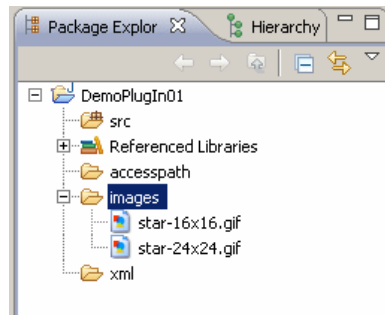 Package Explor Hierarchy
DemoPlugIn01
src
Referenced Libraries
accesspath
images
star-16x16.gif
star-24x24.gif
xml